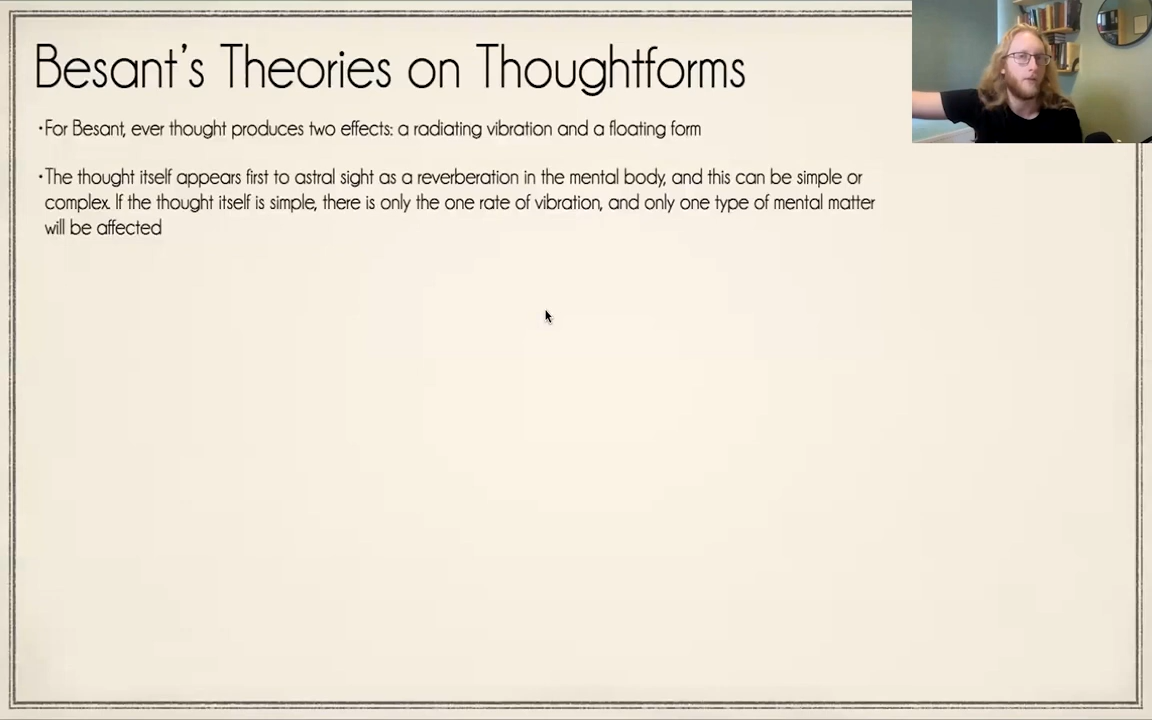 Besant's Theories on Thoughtforms
•For Besant, ever thought produces two effects: a radiating vibration and a floating form
•The thought itself appears first to astral sight as a reverberation in the mental body, and this can be simple or
complex. If the thought itself is simple, there is only the one rate of vibration, and only one type of mental matter
will be affected